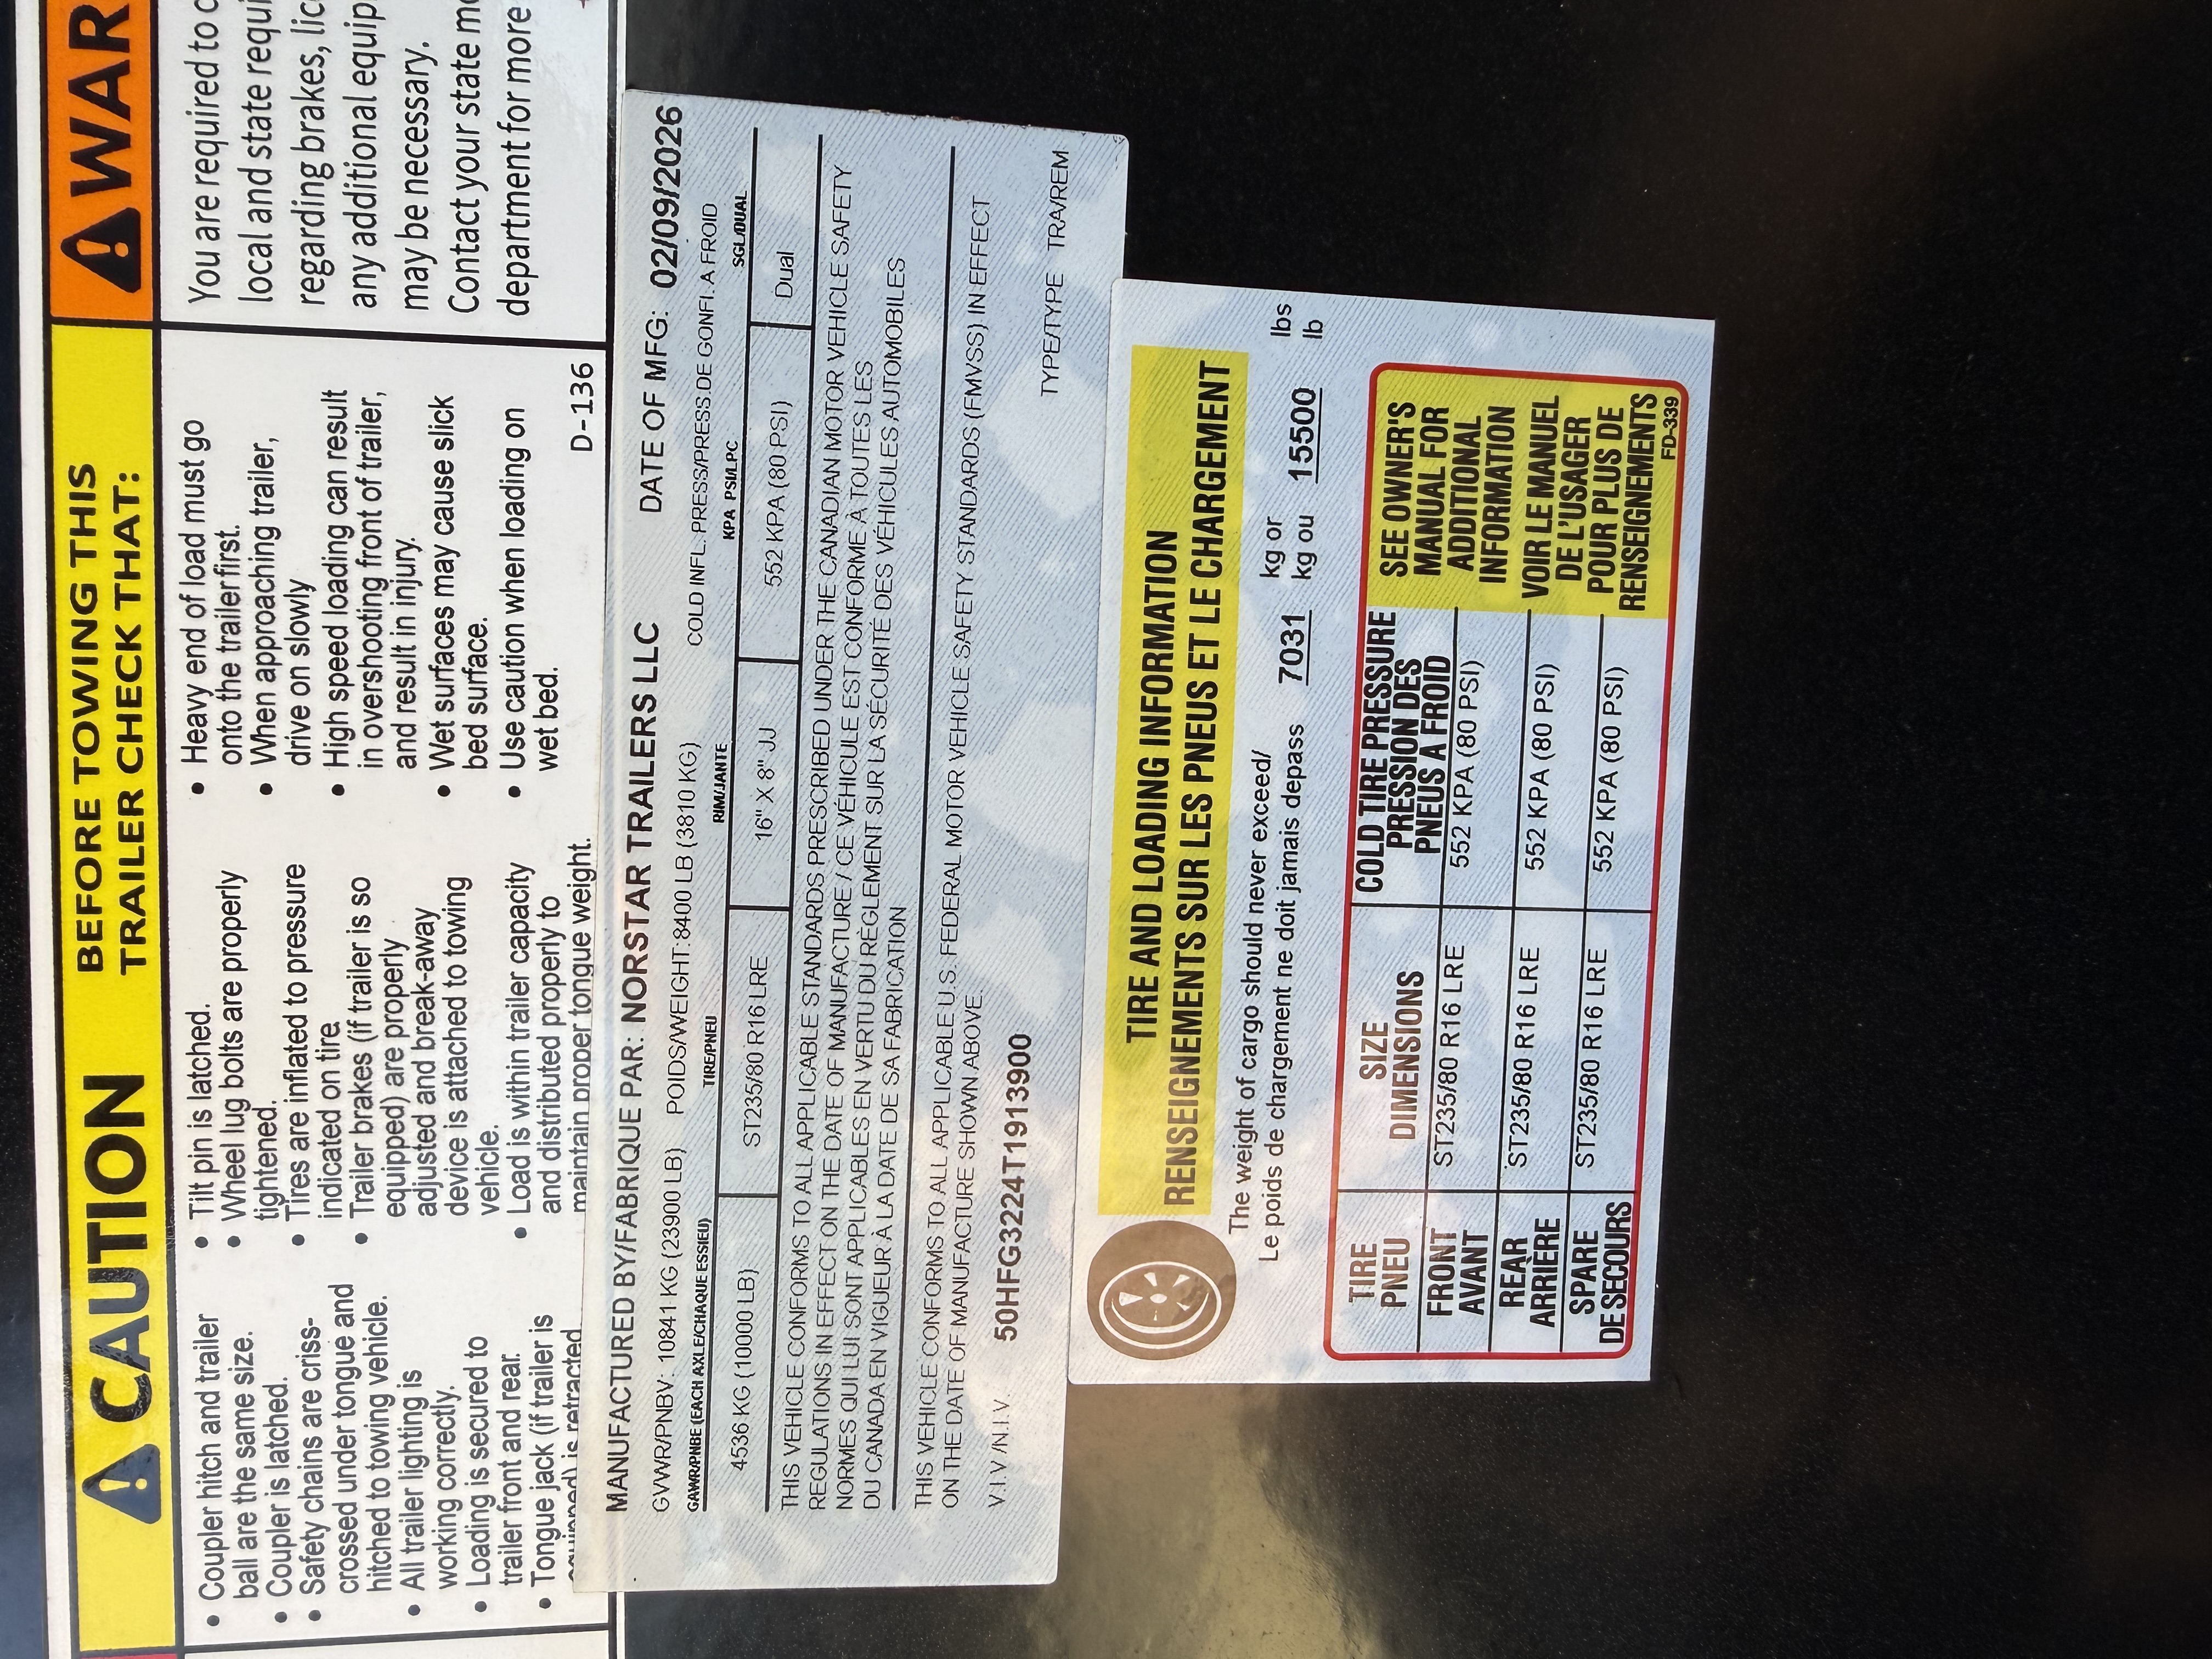 CAUTION
BEFORE TOWING THIS
TRAILER CHECK THAT:
• Coupler hitch and trailer
ball are the same size.
• Coupler is latched.
• Safety chains are criss-
crossed under tongue and
hitched to towing vehicle.
• All trailer lighting is
working correctly.
• Loading is secured to
trailer front and rear.
• Tongue jack (if trailer is
equipped) is retracted
• Tilt pin is latched.
• Wheel lug bolts are properly
tightened.
• Tires are inflated to pressure
indicated on tire.
• Trailer brakes (if trailer is so
equipped) are properly
adjusted and break-away
device is attached to towing
vehicle.
• Load is within trailer capacity
and distributed properly to
maintain proper tongue weight.
• Heavy end of load must go
onto the trailer first.
• When approaching trailer,
drive on slowly
• High speed loading can result
in overshooting front of trailer,
and result in injury.
• Wet surfaces may cause slick
bed surface.
• Use caution when loading on
wet bed.
D-136
WAR
You are required to c
local and state requi
regarding brakes, lic
any additional equip
may be necessary.
Contact your state mo
department for more
MANUFACTURED BY/FABRIQUE PAR: NORSTAR TRAILERS LLC DATE OF MFG: 02/09/2026
GVWR/PNBV: 10841 KG (23900 LB) POIDS/WEIGHT:8400 LB (3810 KG) COLD INFL. PRESS/PRESS.DE GONFI. A FROID
GAWR/PNBE (EACH AXLE/CHAQUE ESSIEU) TIRE/PNEU RIM/JANTE KPA PSI/LPC SGL/DUAL
4536 KG (10000 LB) ST235/80 R16 LRE 16" X 8" JJ 552 KPA (80 PSI) Dual
THIS VEHICLE CONFORMS TO ALL APPLICABLE STANDARDS PRESCRIBED UNDER THE CANADIAN MOTOR VEHICLE SAFETY
REGULATIONS IN EFFECT ON THE DATE OF MANUFACTURE / CE VÉHICULE EST CONFORME À TOUTES LES
NORMES QUI LUI SONT APPLICABLES EN VERTU DU RÈGLEMENT SUR LA SÉCURITÉ DES VÉHICULES AUTOMOBILES
DU CANADA EN VIGUEUR À LA DATE DE SA FABRICATION
THIS VEHICLE CONFORMS TO ALL APPLICABLE U.S. FEDERAL MOTOR VEHICLE SAFETY STANDARDS (FMVSS) IN EFFECT
ON THE DATE OF MANUFACTURE SHOWN ABOVE.
V.I.V /N.I.V. 50HFG3224T1913900 TYPE/TYPE TRA/REM
TIRE AND LOADING INFORMATION
RENSEIGNEMENTS SUR LES PNEUS ET LE CHARGEMENT
The weight of cargo should never exceed/ kg or lbs
Le poids de chargement ne doit jamais depass 7031 kg ou 15500 lb
TIRE
PNEU
SIZE
DIMENSIONS
COLD TIRE PRESSURE
PRESSION DES
PNEUS A FROID
FRONT
AVANT
ST235/80 R16 LRE
552 KPA (80 PSI)
REAR
ARRIÈRE
ST235/80 R16 LRE
552 KPA (80 PSI)
SPARE
DE SECOURS
ST235/80 R16 LRE
552 KPA (80 PSI)
SEE OWNER'S
MANUAL FOR
ADDITIONAL
INFORMATION
VOIR LE MANUEL
DE L'USAGER
POUR PLUS DE
RENSEIGNEMENTS
FD-339